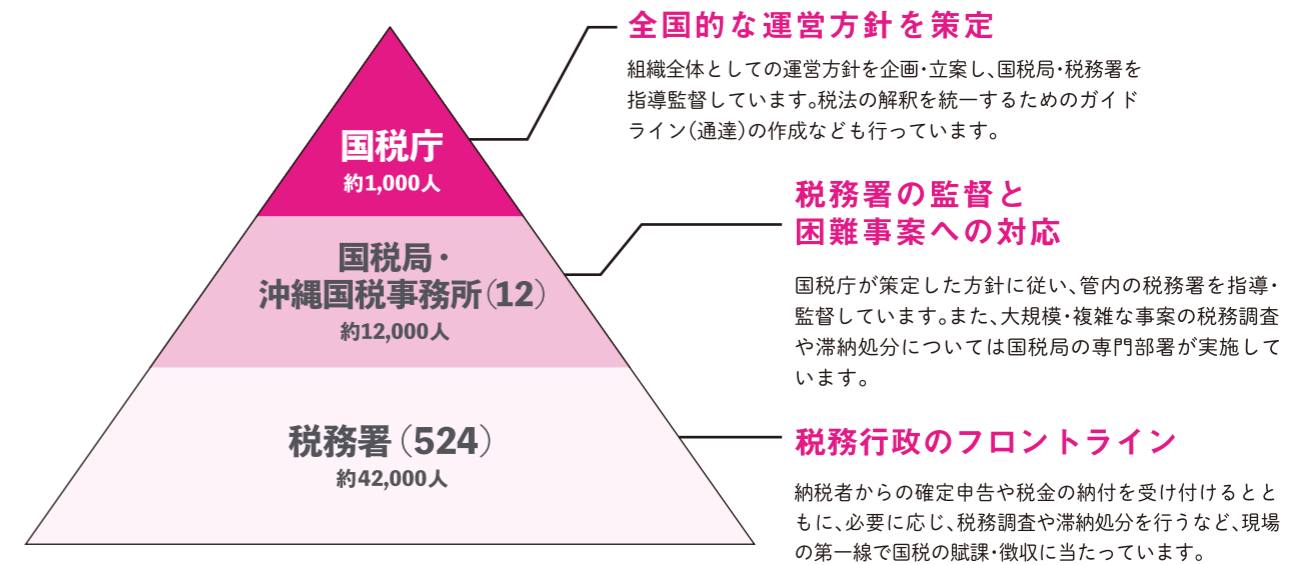 全国的な運営方針を策定
組織全体としての運営方針を企画・立案し、国税局・税務署を
指導監督しています。税法の解釈を統一するためのガイド
ライン（通達）の作成なども行っています。
国税庁
約1,000人
税務署の監督と
困難事案への対応
国税庁が策定した方針に従い、管内の税務署を指導・
監督しています。また、大規模・複雑な事案の税務調査
や滞納処分については国税局の専門部署が実施して
います。
国税局・
沖縄国税事務所（12）
約12,000人
税務行政のフロントライン
納税者からの確定申告や税金の納付を受け付けるとと
もに、必要に応じ、税務調査や滞納処分を行うなど、現場
の第一線で国税の賦課・徴収に当たっています。
税務署（524）
約42,000人